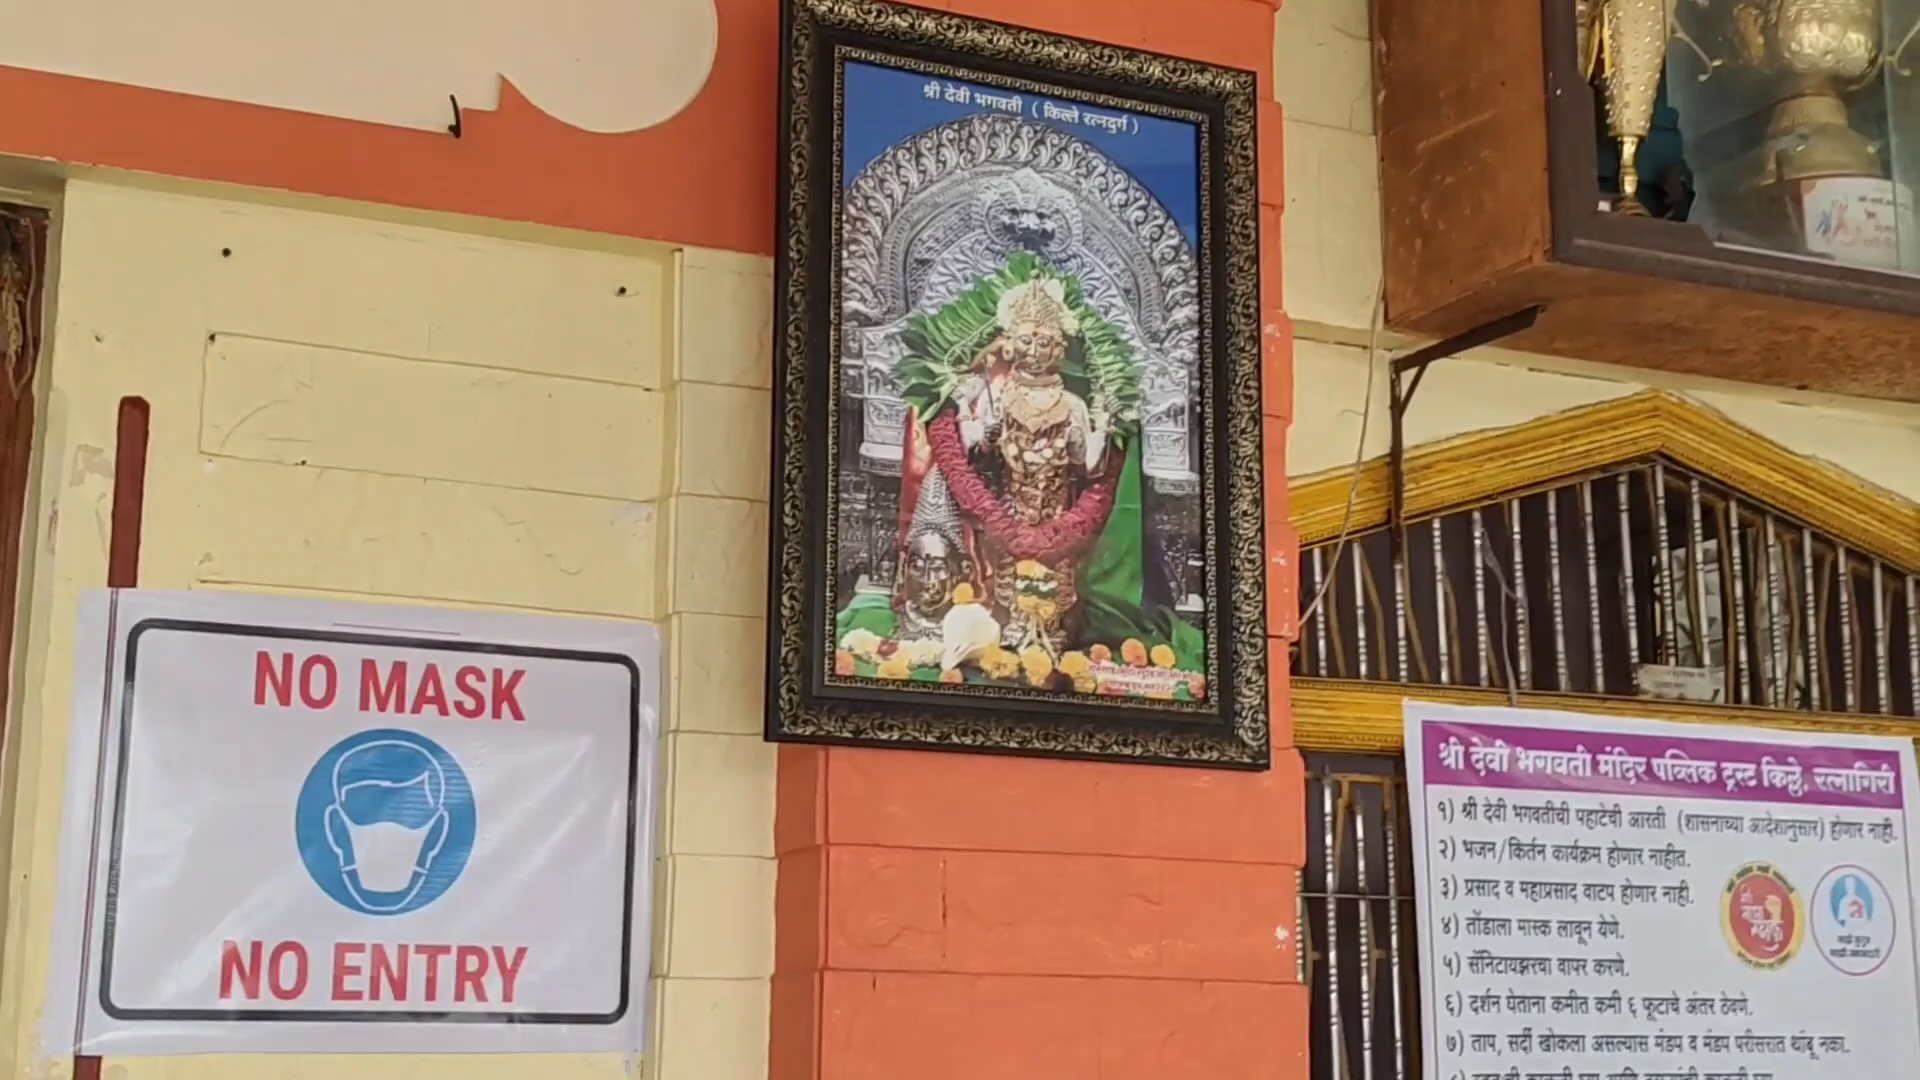 श्री देवी भगवती ( किल्ले रत्नदुर्ग )
NO MASK
NO ENTRY
श्री देवी भगवती मंदिर पब्लिक ट्रस्ट किल्ले, रत्नागिरी
१) श्री देवी भगवतीची पहाटेची आरती (शासनाच्या आदेशानुसार) होणार नाही.
२) भजन/किर्तन कार्यक्रम होणार नाहीत.
३) प्रसाद व महाप्रसाद वाटप होणार नाही.
४) तोंडाला मास्क लावून येणे.
५) सॅनिटायझरचा वापर करणे.
६) दर्शन घेताना कमीत कमी ६ फूटाचे अंतर ठेवणे.
७) ताप, सर्दी खोकला असल्यास मंडप व मंडप परीसरात थांबू नका.
माझे कुटुंब
माझी जबाबदारी